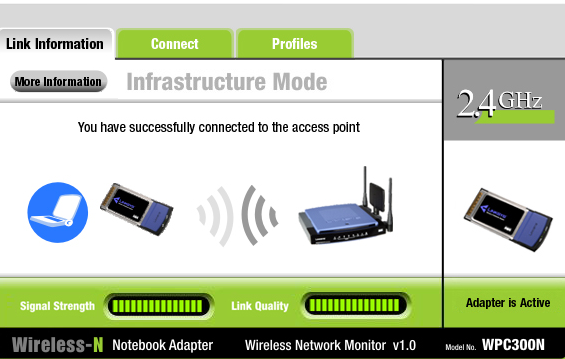 Link Information
Connect
Profiles
More Information
Infrastructure Mode
2.4GHz
You have successfully connected to the access point
Signal Strength
Link Quality
Adapter is Active
Wireless-N Notebook Adapter
Wireless Network Monitor v1.0
Model No. WPC300N